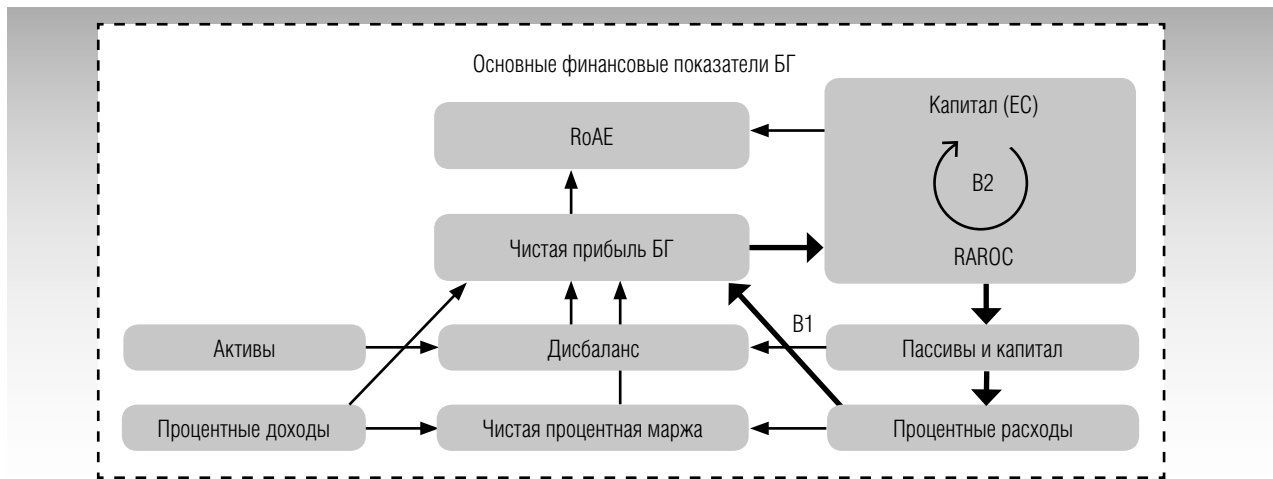 Основные финансовые показатели БГ
RoAE
Капитал (ЕС)
B2
RAROC
Чистая прибыль БГ
B1
Активы
Дисбаланс
Пассивы и капитал
Процентные доходы
Чистая процентная маржа
Процентные расходы